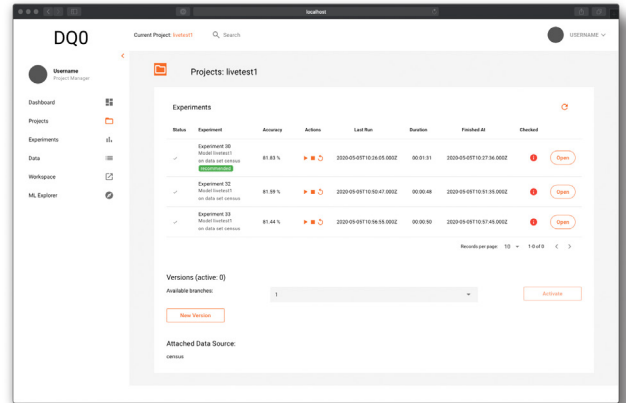 localhost
DQ0
Current Project: livetest1
Search
USERNAME
Username
Project Manager
Dashboard
Projects
Experiments
Data
Workspace
ML Explorer
Projects: livetest1
Experiments
Status Experiment Accuracy Actions Last Run Duration Finished At Checked
Experiment 30
Model livetest1
on data set census
recommended
81.83 % 2020-05-05T10:26:05.000Z 00:01:31 2020-05-05T10:27:36.000Z Open
Experiment 32
Model livetest1
on data set census
81.59 % 2020-05-05T10:50:47.000Z 00:00:48 2020-05-05T10:51:35.000Z Open
Experiment 33
Model livetest1
on data set census
81.44 % 2020-05-05T10:56:55.000Z 00:00:50 2020-05-05T10:57:45.000Z Open
Records per page: 10 1-0 of 0
Versions (active: 0)
Available branches:
1
Activate
New Version
Attached Data Source:
census